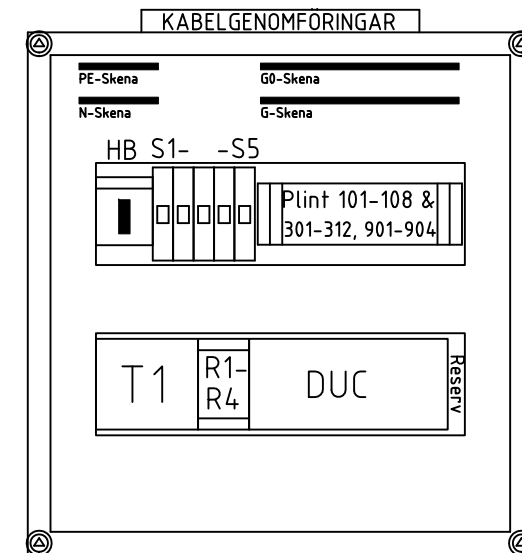 KABELGENOMFÖRINGAR
PE-Skena
G0-Skena
N-Skena
G-Skena
HB S1- -S5
Plint 101-108 &
301-312, 901-904
T1
R1-
R4
DUC
Reserv